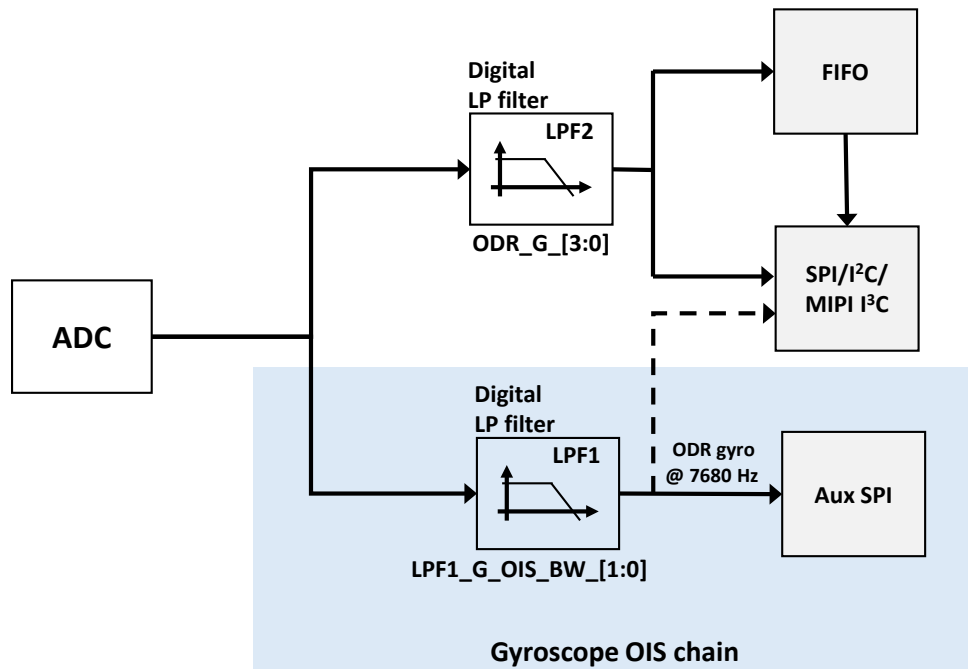 FIFO
Digital
LP filter
LPF2
ODR_G_[3:0]
SPI/I²C/
MIPI I³C
ADC
Digital
LP filter
LPF1
ODR gyro
@ 7680 Hz
Aux SPI
LPF1_G_OIS_BW_[1:0]
Gyroscope OIS chain